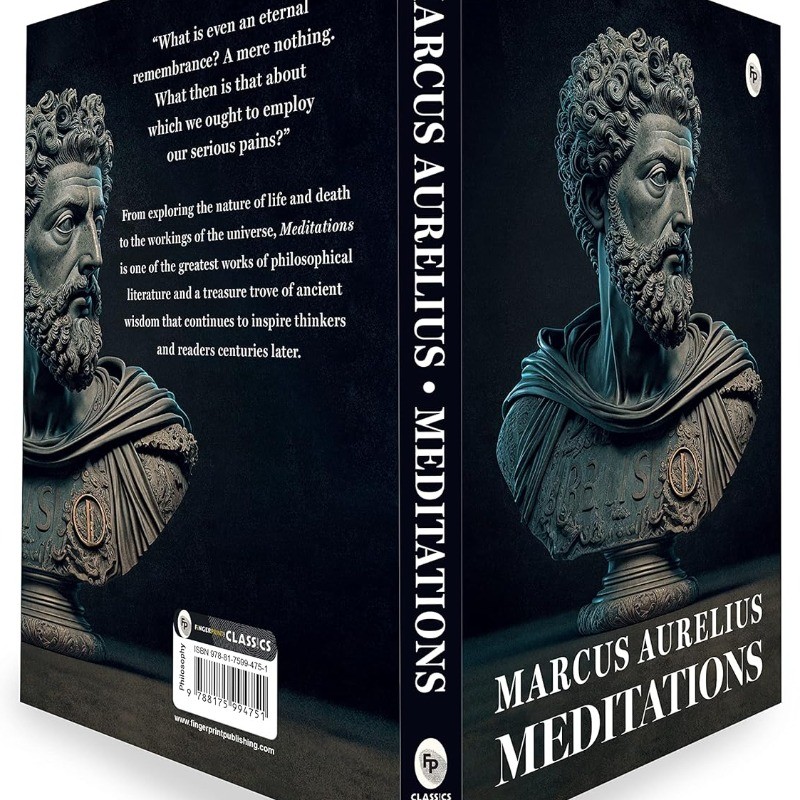 “What is even an eternal
remembrance? A mere nothing.
What then is that about
which we ought to employ
our serious pains?”
From exploring the nature of life and death
to the workings of the universe, Meditations
is one of the greatest works of philosophical
literature and a treasure trove of ancient
wisdom that continues to inspire thinkers
and readers centuries later.
FP FINGERPRINT CLASSICS
Philosophy
ISBN 978-81-7599-475-1
9 788175 994751
www.fingerprintpublishing.com
MARCUS AURELIUS • MEDITATIONS
FP
CLASSICS
FP
MARCUS AURELIUS
MEDITATIONS